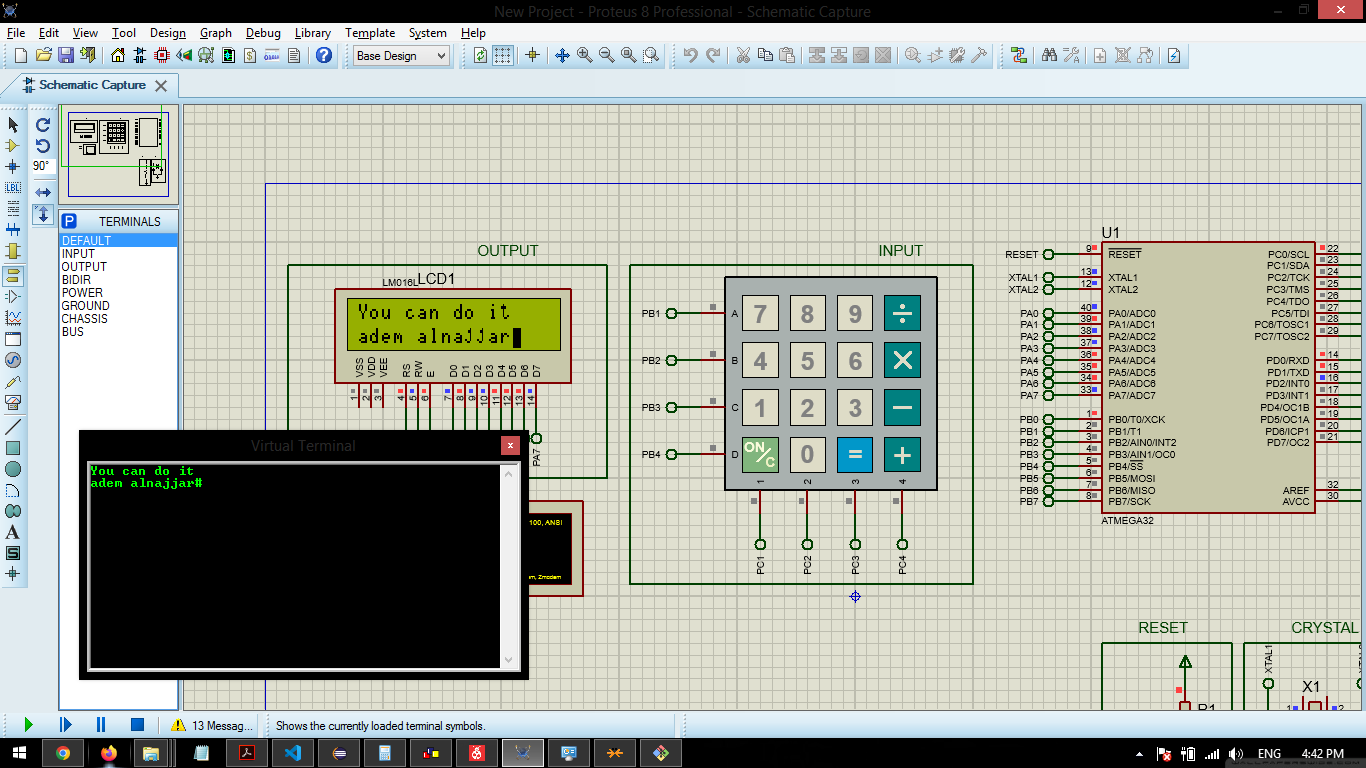 New Project - Proteus 8 Professional - Schematic Capture
File Edit View Tool Design Graph Debug Library Template System Help
Base Design
Schematic Capture
90°
LBL
P TERMINALS
DEFAULT
INPUT
OUTPUT
BIDIR
POWER
GROUND
CHASSIS
BUS
OUTPUT
LCD1
LM016L
You can do it
adem alnajjar
VSS VDD VEE RS RW E D0 D1 D2 D3 D4 D5 D6 D7
1 2 3 4 5 6 7 8 9 10 11 12 13 14
PA7
Virtual Terminal
You can do it
adem alnajjar#
INPUT
PB1 A 7 8 9 ÷
PB2 B 4 5 6 ×
PB3 C 1 2 3 −
PB4 D ON/C 0 = +
1 2 3 4
PC1 PC2 PC3 PC4
U1
RESET 9 RESET
XTAL1 13 XTAL1
XTAL2 12 XTAL2
PA0 40 PA0/ADC0
PA1 39 PA1/ADC1
PA2 38 PA2/ADC2
PA3 37 PA3/ADC3
PA4 36 PA4/ADC4
PA5 35 PA5/ADC5
PA6 34 PA6/ADC6
PA7 33 PA7/ADC7
PB0 1 PB0/T0/XCK
PB1 2 PB1/T1
PB2 3 PB2/AIN0/INT2
PB3 4 PB3/AIN1/OC0
PB4 5 PB4/SS
PB5 6 PB5/MOSI
PB6 7 PB6/MISO
PB7 8 PB7/SCK
PC0/SCL 22
PC1/SDA 23
PC2/TCK 24
PC3/TMS 25
PC4/TDO 26
PC5/TDI 27
PC6/TOSC1 28
PC7/TOSC2 29
PD0/RXD 14
PD1/TXD 15
PD2/INT0 16
PD3/INT1 17
PD4/OC1B 18
PD5/OC1A 19
PD6/ICP1 20
PD7/OC2 21
AREF 32
AVCC 30
ATMEGA32
RESET
R1
CRYSTAL
XTAL1
X1
1 2
13 Messag...
Shows the currently loaded terminal symbols.
ENG 4:42 PM